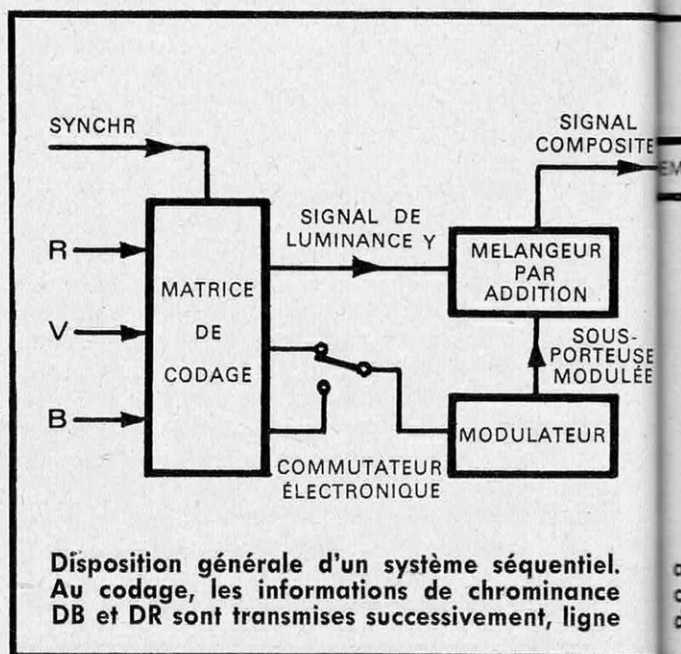 SYNCHR
SIGNAL
COMPOSITE
EM
SIGNAL DE
LUMINANCE Y
R
V
B
MATRICE
DE
CODAGE
MELANGEUR
PAR
ADDITION
SOUS-
PORTEUSE
MODULÉE
MODULATEUR
COMMUTATEUR
ÉLECTRONIQUE
Disposition générale d'un système séquentiel.
Au codage, les informations de chrominance
DB et DR sont transmises successivement, ligne